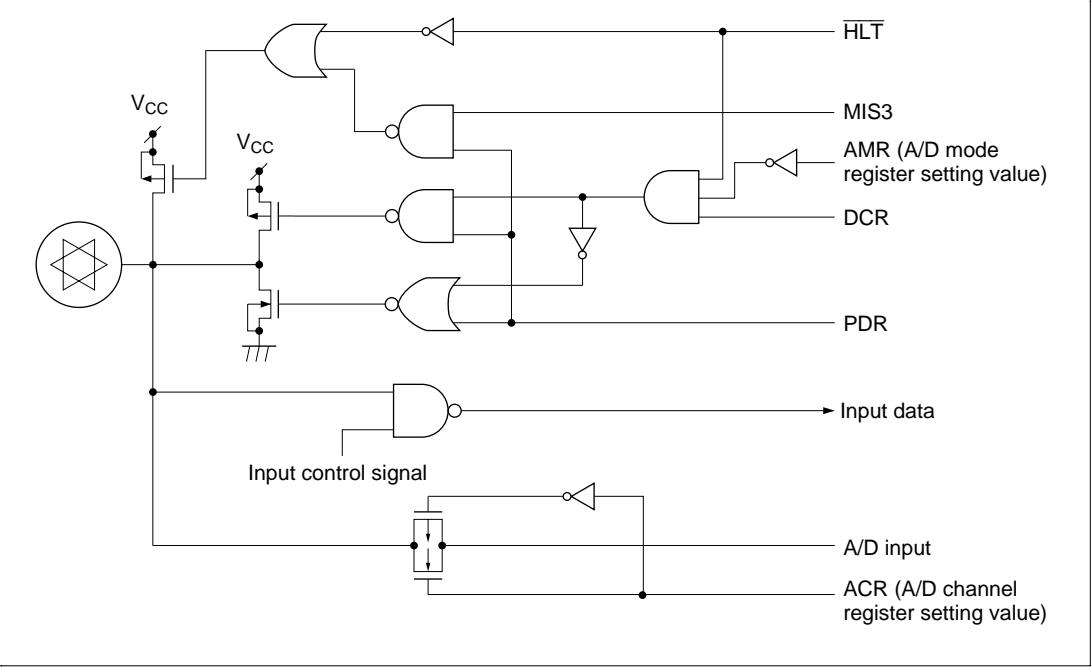 HLT
MIS3
VCC
AMR (A/D mode
register setting value)
VCC
DCR
PDR
Input data
Input control signal
A/D input
ACR (A/D channel
register setting value)